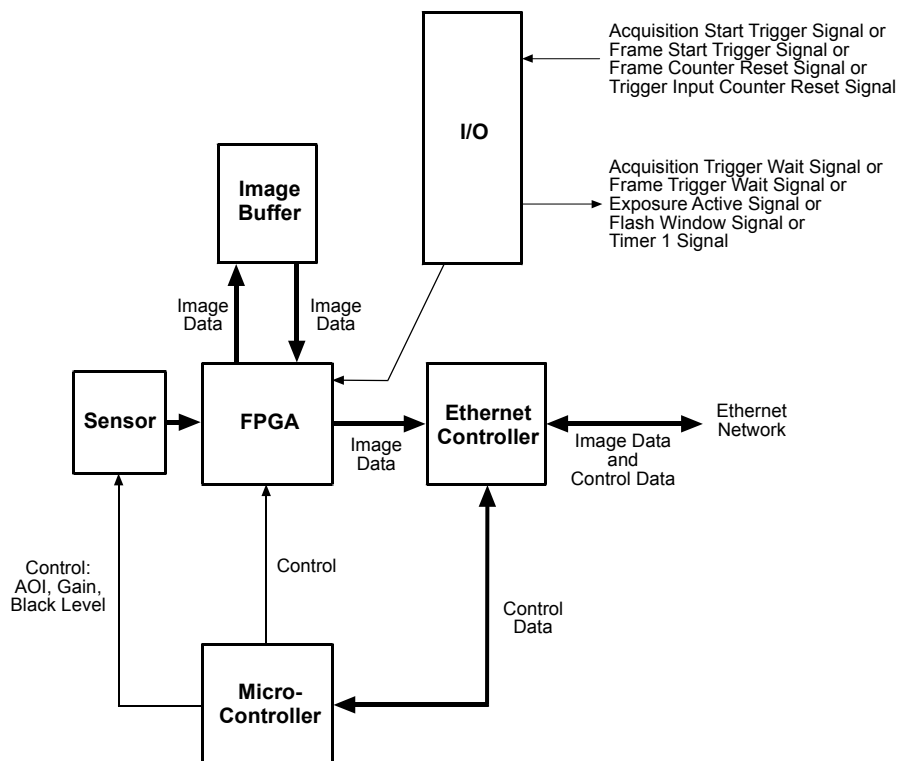 Acquisition Start Trigger Signal or
Frame Start Trigger Signal or
Frame Counter Reset Signal or
Trigger Input Counter Reset Signal
I/O
Acquisition Trigger Wait Signal or
Frame Trigger Wait Signal or
Exposure Active Signal or
Flash Window Signal or
Timer 1 Signal
Image
Buffer
Image
Data
Image
Data
Sensor
FPGA
Image
Data
Ethernet
Controller
Image Data
and
Control Data
Ethernet
Network
Control:
AOI, Gain,
Black Level
Control
Control
Data
Micro-
Controller